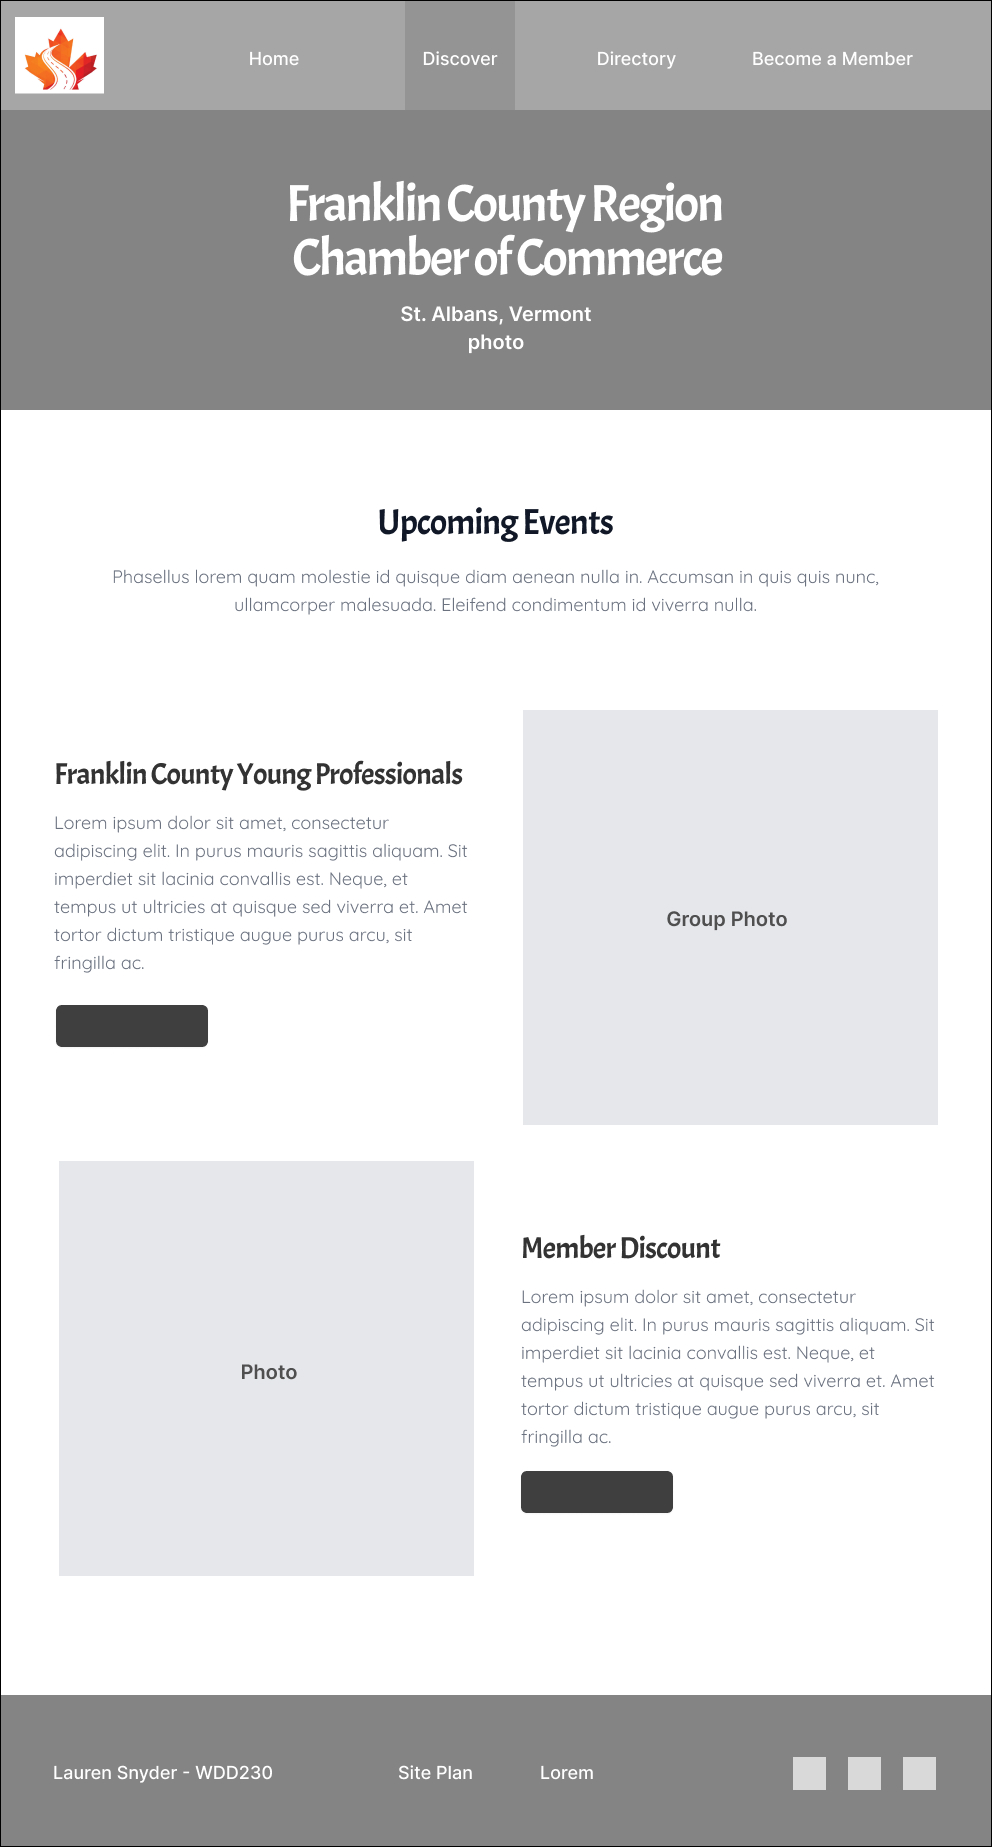 Home
Discover
Directory
Become a Member
Franklin County Region
Chamber of Commerce
St. Albans, Vermont
photo
Upcoming Events
Phasellus lorem quam molestie id quisque diam aenean nulla in. Accumsan in quis quis nunc,
ullamcorper malesuada. Eleifend condimentum id viverra nulla.
Franklin County Young Professionals
Lorem ipsum dolor sit amet, consectetur
adipiscing elit. In purus mauris sagittis aliquam. Sit
imperdiet sit lacinia convallis est. Neque, et
tempus ut ultricies at quisque sed viverra et. Amet
tortor dictum tristique augue purus arcu, sit
fringilla ac.
Group Photo
Photo
Member Discount
Lorem ipsum dolor sit amet, consectetur
adipiscing elit. In purus mauris sagittis aliquam. Sit
imperdiet sit lacinia convallis est. Neque, et
tempus ut ultricies at quisque sed viverra et. Amet
tortor dictum tristique augue purus arcu, sit
fringilla ac.
Lauren Snyder - WDD230
Site Plan
Lorem